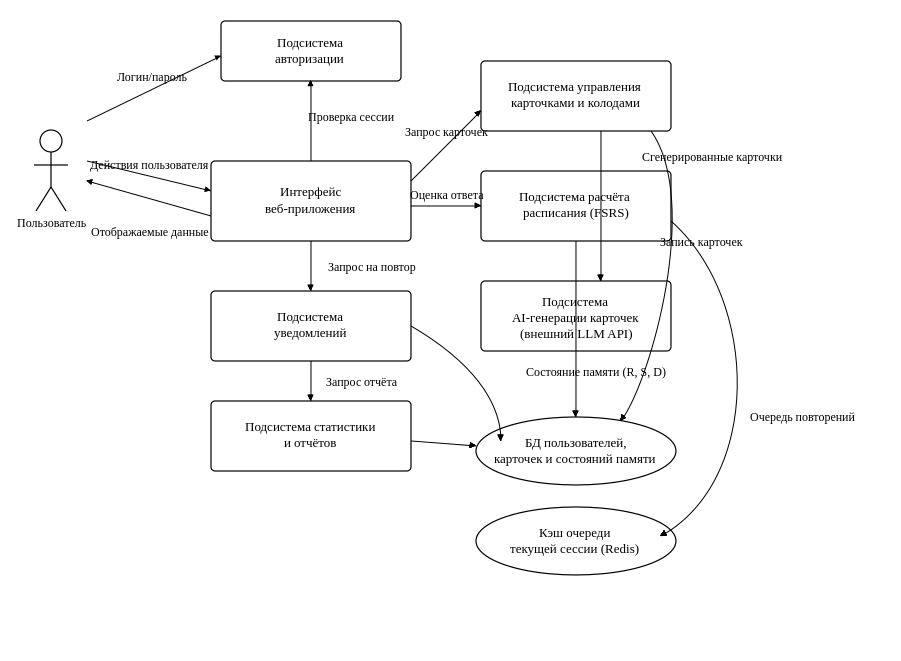 Подсистема
авторизации
Логин/пароль
Подсистема управления
карточками и колодами
Проверка сессии
Запрос карточек
Сгенерированные карточки
Действия пользователя
Интерфейс
веб-приложения
Оценка ответа
Подсистема расчёта
расписания (FSRS)
Пользователь
Отображаемые данные
Запись карточек
Запрос на повтор
Подсистема
уведомлений
Подсистема
AI-генерации карточек
(внешний LLM API)
Запрос отчёта
Состояние памяти (R, S, D)
Подсистема статистики
и отчётов
Очередь повторений
БД пользователей,
карточек и состояний памяти
Кэш очереди
текущей сессии (Redis)